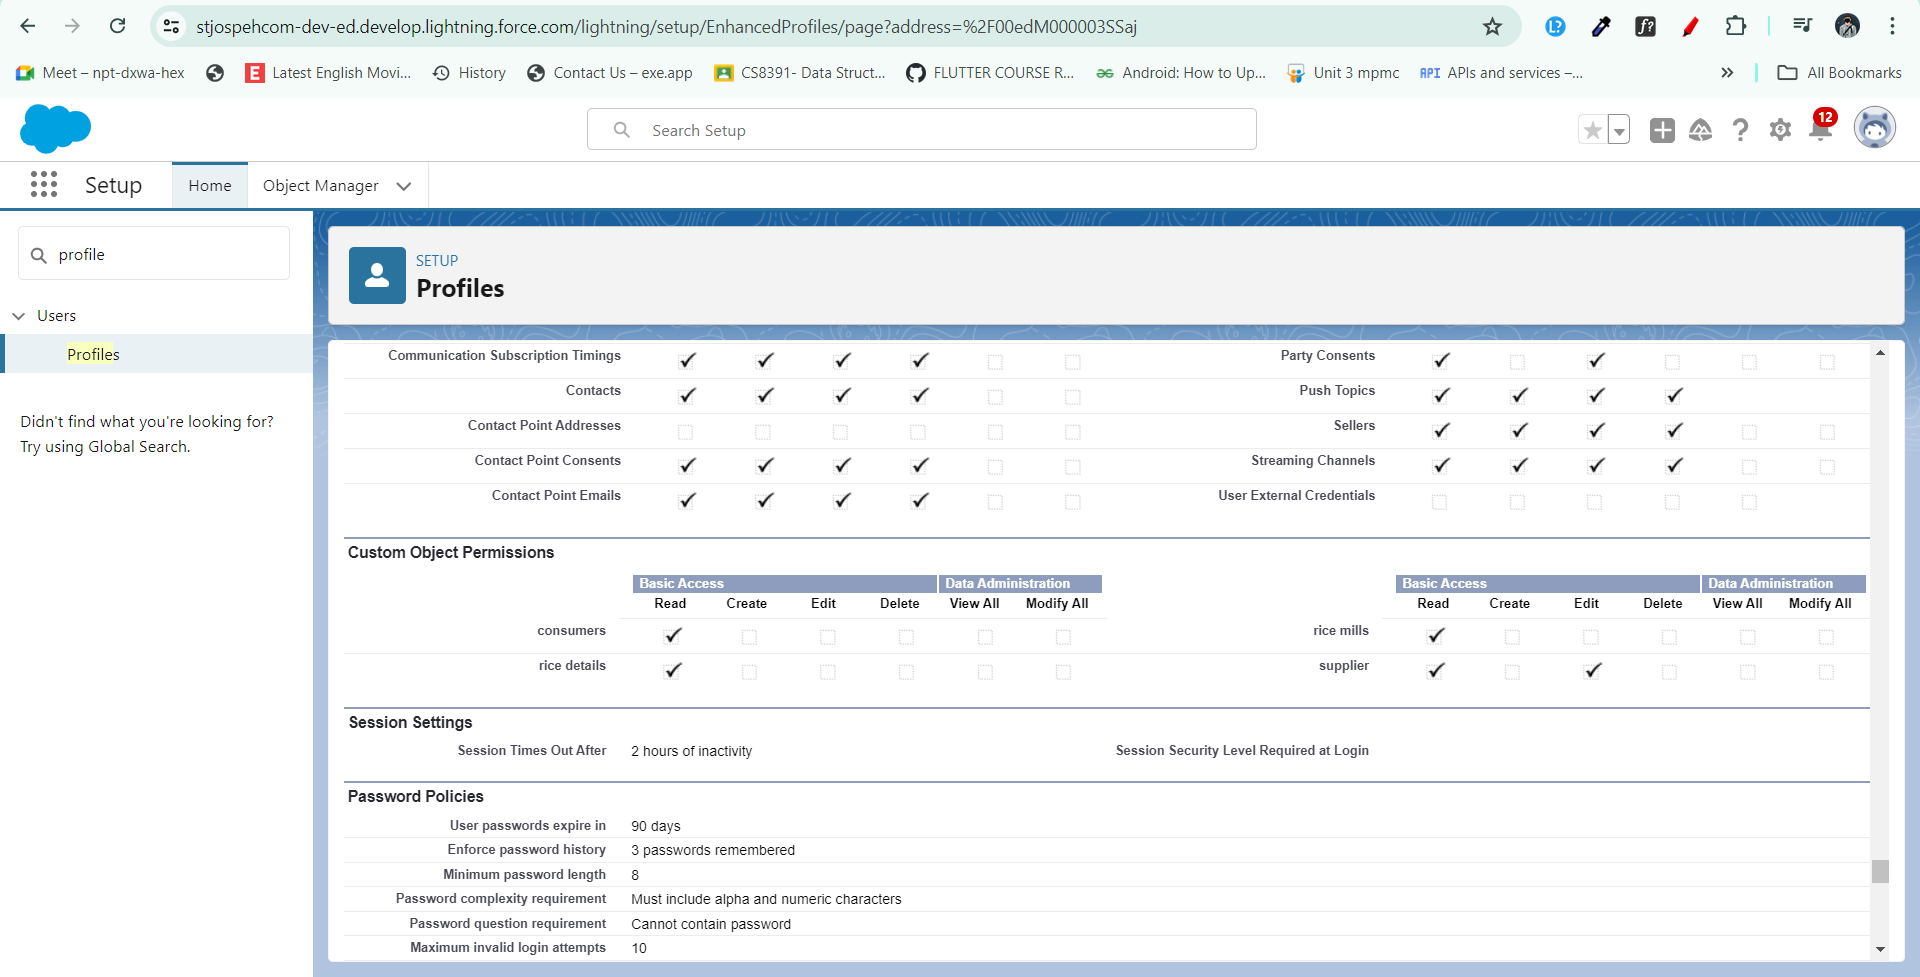 stjospehcom-dev-ed.develop.lightning.force.com/lightning/setup/EnhancedProfiles/page?address=%2F00edM000003SSaj
Meet – npt-dxwa-hex
E Latest English Movi...
History
Contact Us – exe.app
CS8391- Data Struct...
FLUTTER COURSE R...
Android: How to Up...
Unit 3 mpmc
API APIs and services –...
All Bookmarks
Search Setup
12
Setup
Home
Object Manager
profile
Users
Profiles
Didn't find what you're looking for?
Try using Global Search.
SETUP
Profiles
Communication Subscription Timings Party Consents
Contacts Push Topics
Contact Point Addresses Sellers
Contact Point Consents Streaming Channels
Contact Point Emails User External Credentials
Custom Object Permissions
Basic Access Data Administration Basic Access Data Administration
Read Create Edit Delete View All Modify All Read Create Edit Delete View All Modify All
consumers rice mills
rice details supplier
Session Settings
Session Times Out After 2 hours of inactivity Session Security Level Required at Login
Password Policies
User passwords expire in 90 days
Enforce password history 3 passwords remembered
Minimum password length 8
Password complexity requirement Must include alpha and numeric characters
Password question requirement Cannot contain password
Maximum invalid login attempts 10